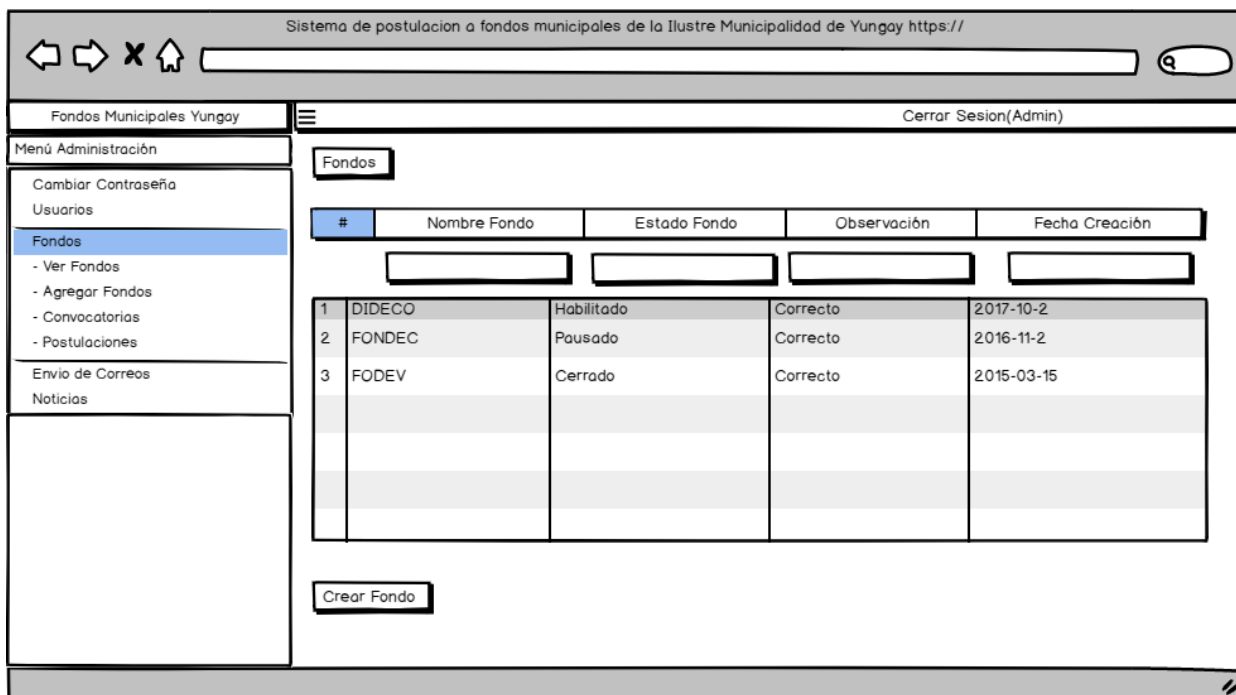 Sistema de postulacion a fondos municipales de la Ilustre Municipalidad de Yungay https://
Fondos Municipales Yungay
Cerrar Sesion(Admin)
Menú Administración
Cambiar Contraseña
Usuarios
Fondos
- Ver Fondos
- Agregar Fondos
- Convocatorias
- Postulaciones
Envio de Correos
Noticias
Fondos
# Nombre Fondo Estado Fondo Observación Fecha Creación
1 DIDECO Habilitado Correcto 2017-10-2
2 FONDEC Pausado Correcto 2016-11-2
3 FODEV Cerrado Correcto 2015-03-15
Crear Fondo